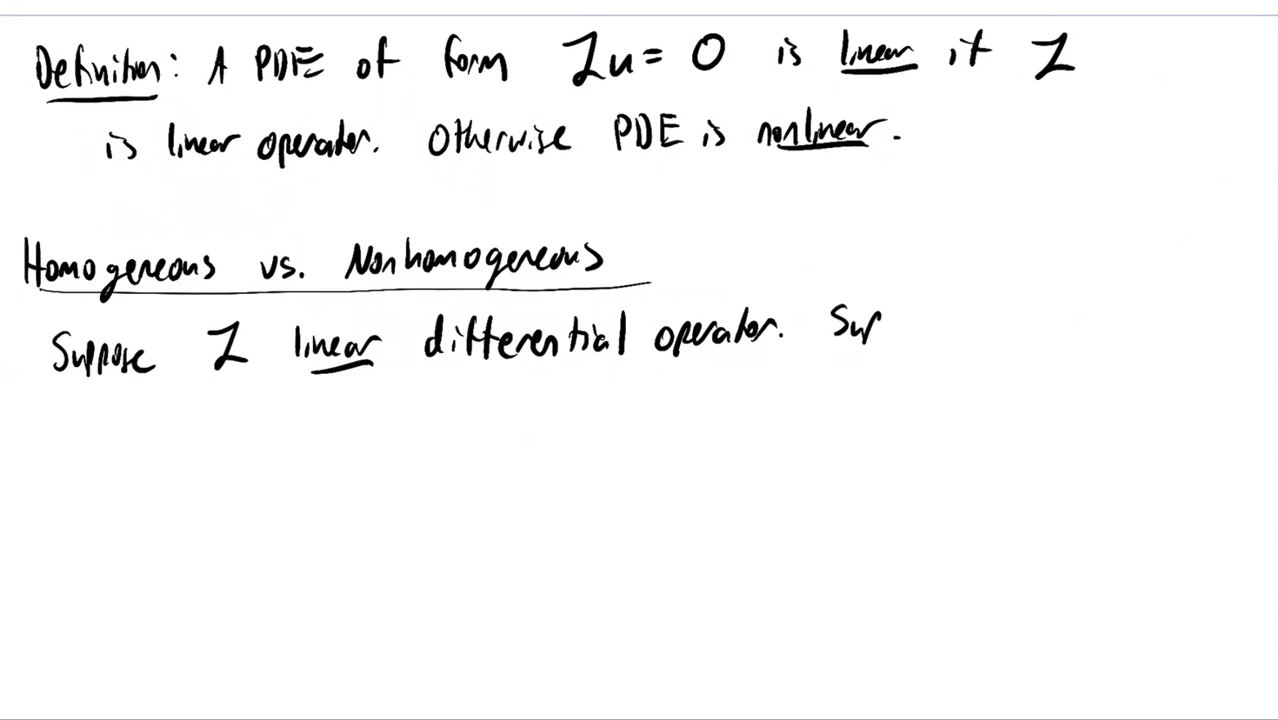 Definition: A PDE of form ℒu = 0 is linear if ℒ
is linear operator. Otherwise PDE is nonlinear.
Homogeneous vs. Nonhomogeneous
Suppose ℒ linear differential operator. Sup